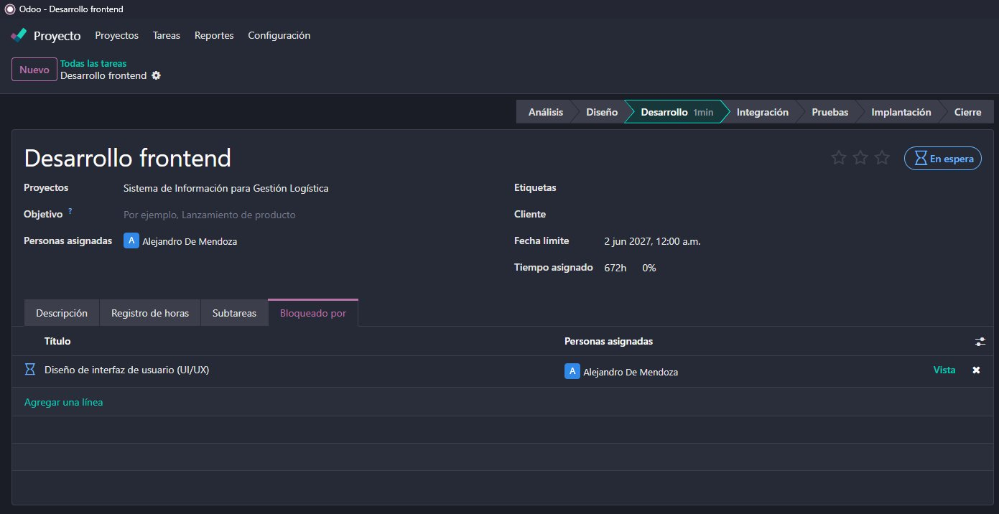 Odoo - Desarrollo frontend
Proyecto Proyectos Tareas Reportes Configuración
Nuevo
Todas las tareas
Desarrollo frontend
Análisis Diseño Desarrollo 1min Integración Pruebas Implantación Cierre
Desarrollo frontend
En espera
Proyectos Sistema de Información para Gestión Logística
Etiquetas
Objetivo ? Por ejemplo, Lanzamiento de producto
Cliente
Personas asignadas A Alejandro De Mendoza
Fecha límite 2 jun 2027, 12:00 a.m.
Tiempo asignado 672h 0%
Descripción Registro de horas Subtareas Bloqueado por
Título Personas asignadas
Diseño de interfaz de usuario (UI/UX) A Alejandro De Mendoza Vista
Agregar una línea